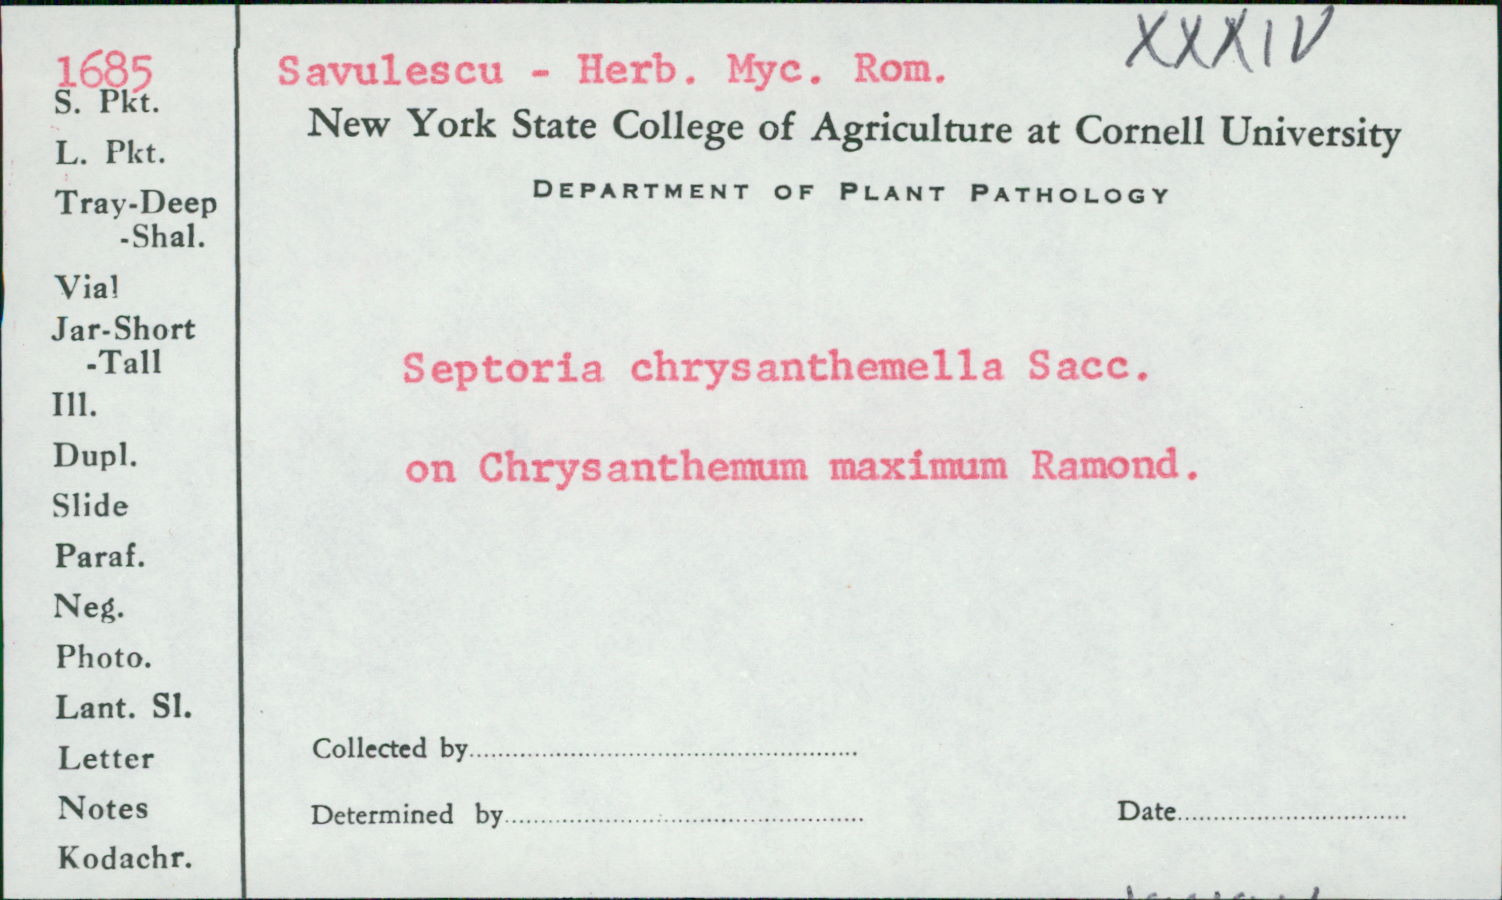 1685
S. Pkt.
L. Pkt.
Tray-Deep
-Shal.
Vial
Jar-Short
-Tall
Ill.
Dupl.
Slide
Paraf.
Neg.
Photo.
Lant. Sl.
Letter
Notes
Kodachr.
XXXIV
Savulescu - Herb. Myc. Rom.
New York State College of Agriculture at Cornell University
DEPARTMENT OF PLANT PATHOLOGY
Septoria chrysanthemella Sacc.
on Chrysanthemum maximum Ramond.
Collected by
Determined by
Date